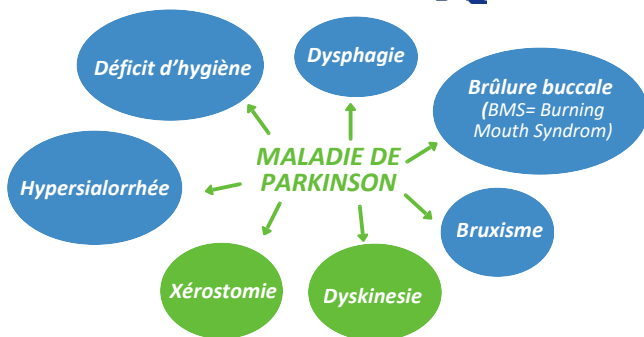 Dysphagie
Déficit d'hygiène
Brûlure buccale
(BMS= Burning
Mouth Syndrom)
MALADIE DE
PARKINSON
Hypersialorrhée
Bruxisme
Xérostomie
Dyskinesie